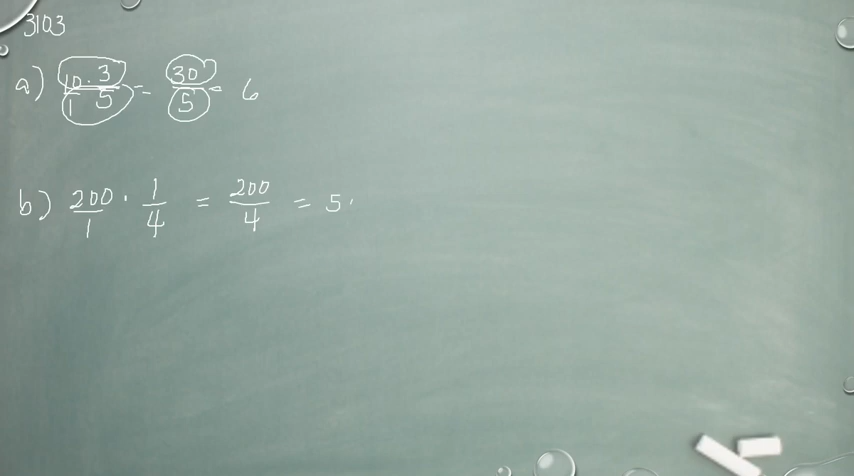 3103
a) 10/1 · 3/5 = 30/5 = 6
b) 200/1 · 1/4 = 200/4 = 5